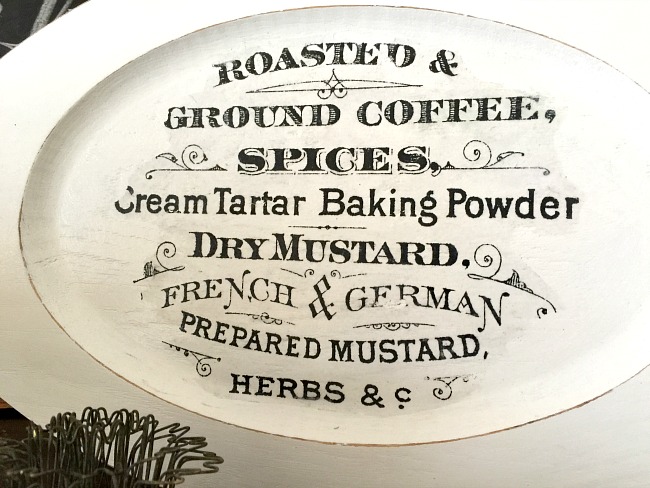 ROASTED &
GROUND COFFEE,
SPICES,
Cream Tartar Baking Powder
DRY MUSTARD,
FRENCH & GERMAN
PREPARED MUSTARD,
HERBS & c